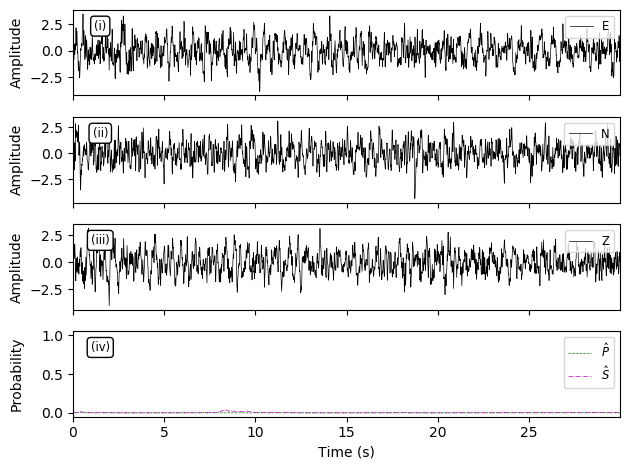 2.5
0.0
−2.5
Amplitude
(i)
E
2.5
0.0
−2.5
Amplitude
(ii)
N
2.5
0.0
−2.5
Amplitude
(iii)
Z
1.0
0.5
0.0
Probability
(iv)
P̂
Ŝ
0 5 10 15 20 25
Time (s)